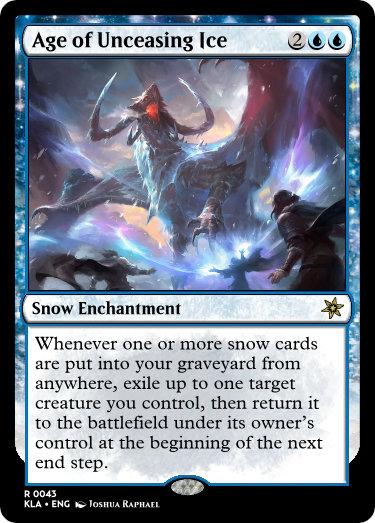 Age of Unceasing Ice 2
Snow Enchantment
Whenever one or more snow cards
are put into your graveyard from
anywhere, exile up to one target
creature you control, then return it
to the battlefield under its owner's
control at the beginning of the next
end step.
R 0043
KLA • ENG Joshua Raphael